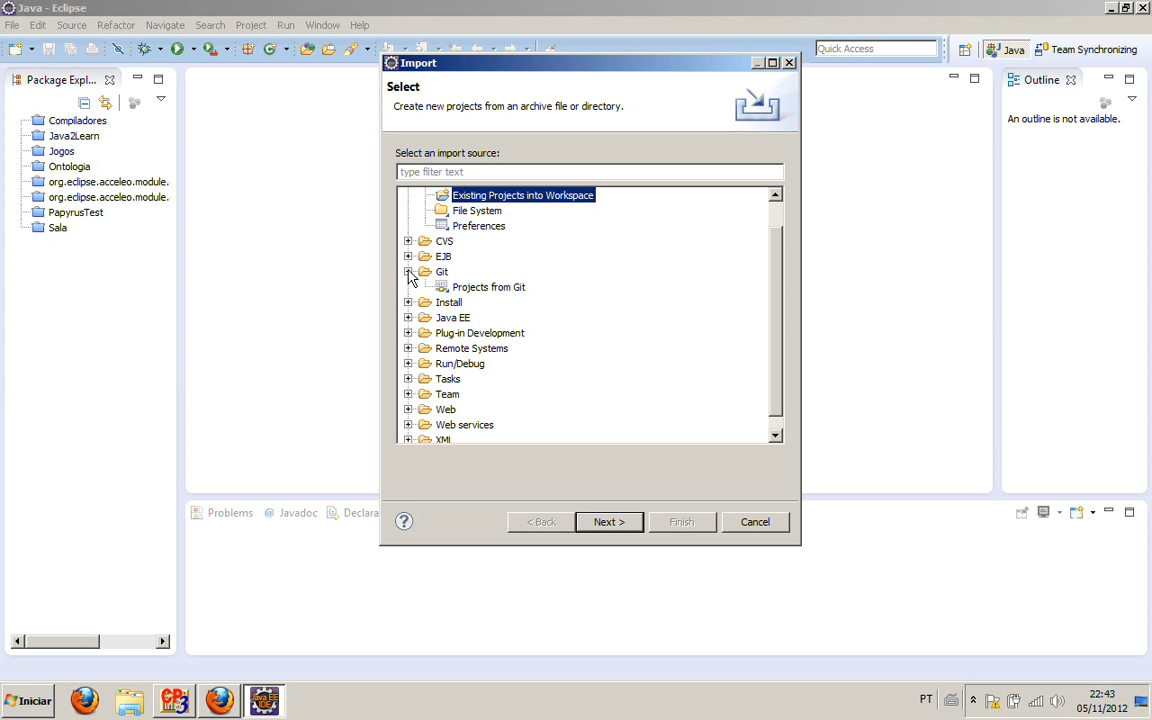 Java - Eclipse
File Edit Source Refactor Navigate Search Project Run Window Help
Quick Access
Java
Team Synchronizing
Package Expl...
Compiladores
Java2Learn
Jogos
Ontologia
org.eclipse.acceleo.module.
org.eclipse.acceleo.module.
PapyrusTest
Sala
Import
Select
Create new projects from an archive file or directory.
Select an import source:
type filter text
Existing Projects into Workspace
File System
Preferences
CVS
EJB
Git
Projects from Git
Install
Java EE
Plug-in Development
Remote Systems
Run/Debug
Tasks
Team
Web
Web services
XML
< Back
Next >
Finish
Cancel
Outline
An outline is not available.
Problems
@ Javadoc
Declara
Iniciar
PT
22:43
05/11/2012